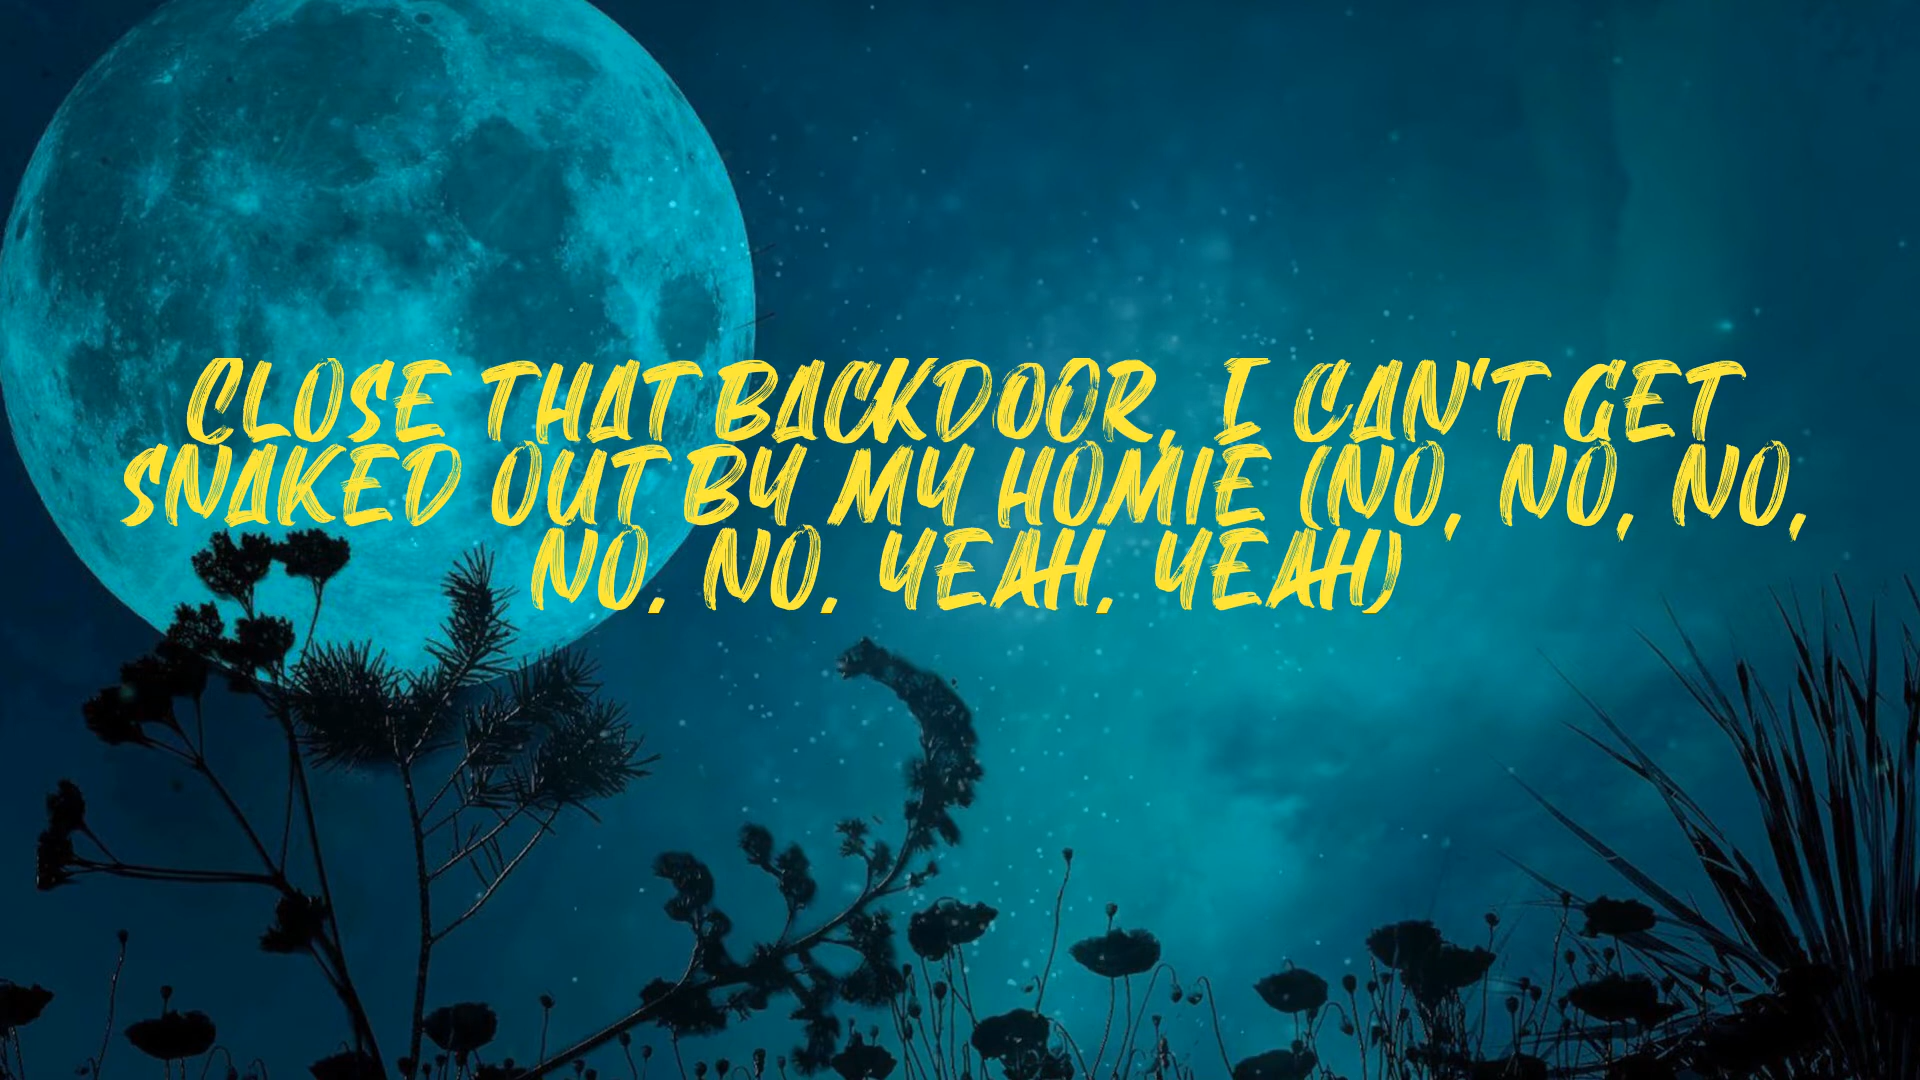 CLOSE THAT BACKDOOR, I CAN'T GET
SNAKED OUT BY MY HOMIE (NO, NO, NO,
NO, NO, YEAH, YEAH)